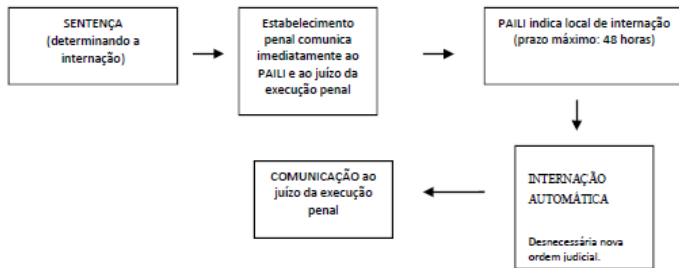 SENTENÇA
(determinando a
internação)
Estabelecimento
penal comunica
imediatamente ao
PAILI e ao juízo da
execução penal
PAILI indica local de internação
(prazo máximo: 48 horas)
INTERNAÇÃO
AUTOMÁTICA
Desnecessária nova
ordem judicial.
COMUNICAÇÃO ao
juízo da execução
penal